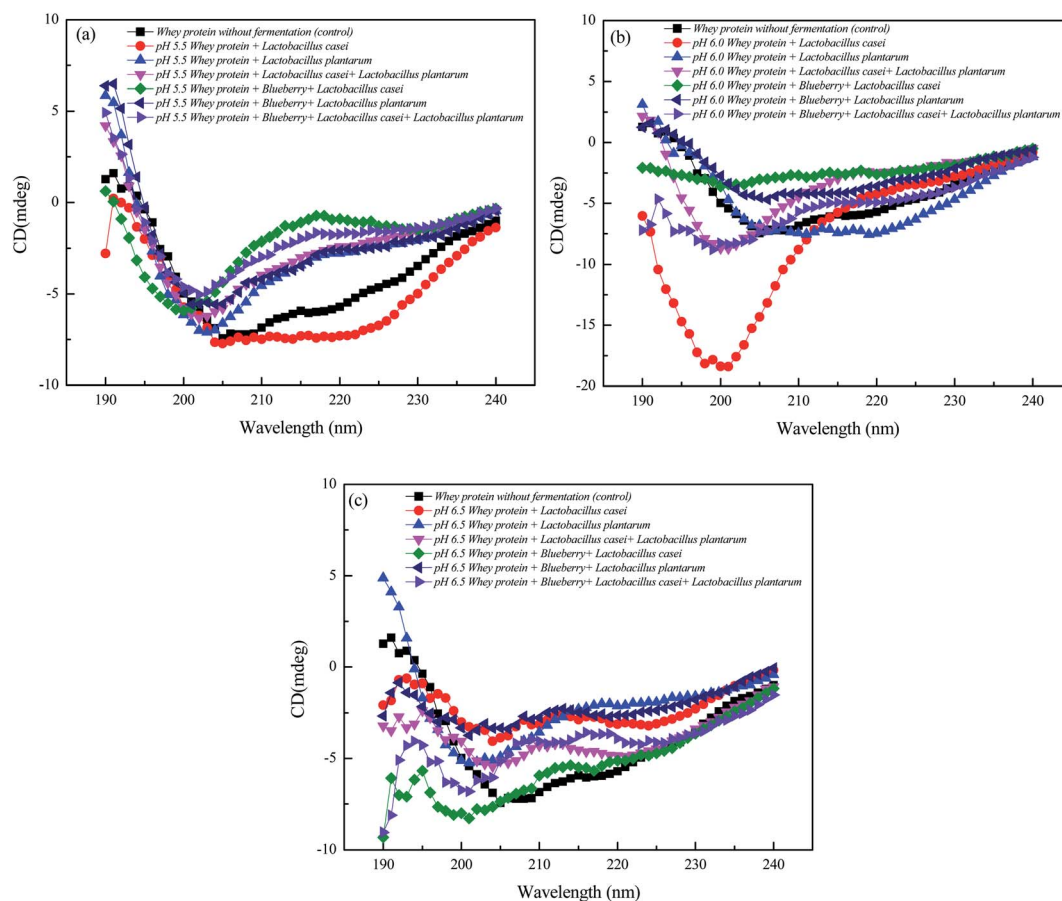 (a)
Whey protein without fermentation (control)
pH 5.5 Whey protein + Lactobacillus casei
pH 5.5 Whey protein + Lactobacillus plantarum
pH 5.5 Whey protein + Lactobacillus casei+ Lactobacillus plantarum
pH 5.5 Whey protein + Blueberry+ Lactobacillus casei
pH 5.5 Whey protein + Blueberry+ Lactobacillus plantarum
pH 5.5 Whey protein + Blueberry+ Lactobacillus casei+ Lactobacillus plantarum
10
5
0
-5
-10
CD(mdeg)
190 200 210 220 230 240
Wavelength (nm)
(b)
Whey protein without fermentation (control)
pH 6.0 Whey protein + Lactobacillus casei
pH 6.0 Whey protein + Lactobacillus plantarum
pH 6.0 Whey protein + Lactobacillus casei+ Lactobacillus plantarum
pH 6.0 Whey protein + Blueberry+ Lactobacillus casei
pH 6.0 Whey protein + Blueberry+ Lactobacillus plantarum
pH 6.0 Whey protein + Blueberry+ Lactobacillus casei+ Lactobacillus plantarum
10
5
0
-5
-10
-15
-20
CD (mdeg)
190 200 210 220 230 240
Wavelength (nm)
(c)
Whey protein without fermentation (control)
pH 6.5 Whey protein + Lactobacillus casei
pH 6.5 Whey protein + Lactobacillus plantarum
pH 6.5 Whey protein + Lactobacillus casei+ Lactobacillus plantarum
pH 6.5 Whey protein + Blueberry+ Lactobacillus casei
pH 6.5 Whey protein + Blueberry+ Lactobacillus plantarum
pH 6.5 Whey protein + Blueberry+ Lactobacillus casei+ Lactobacillus plantarum
10
5
0
-5
-10
CD(mdeg)
190 200 210 220 230 240
Wavelength (nm)